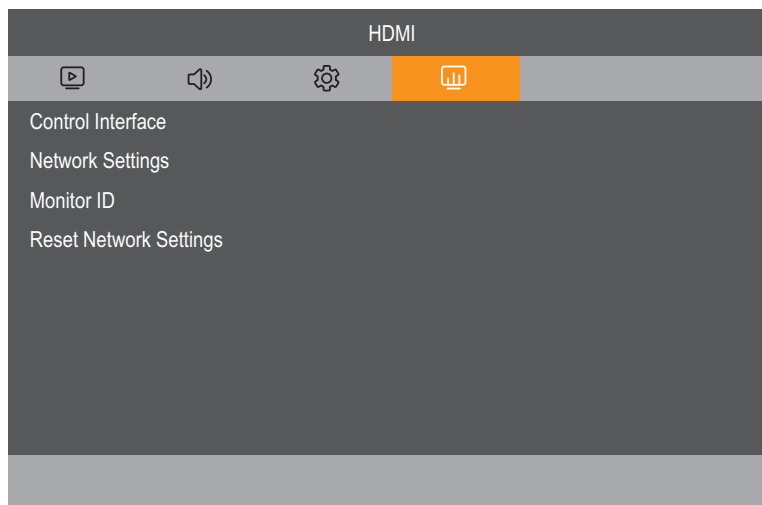 HDMI
Control Interface
Network Settings
Monitor ID
Reset Network Settings